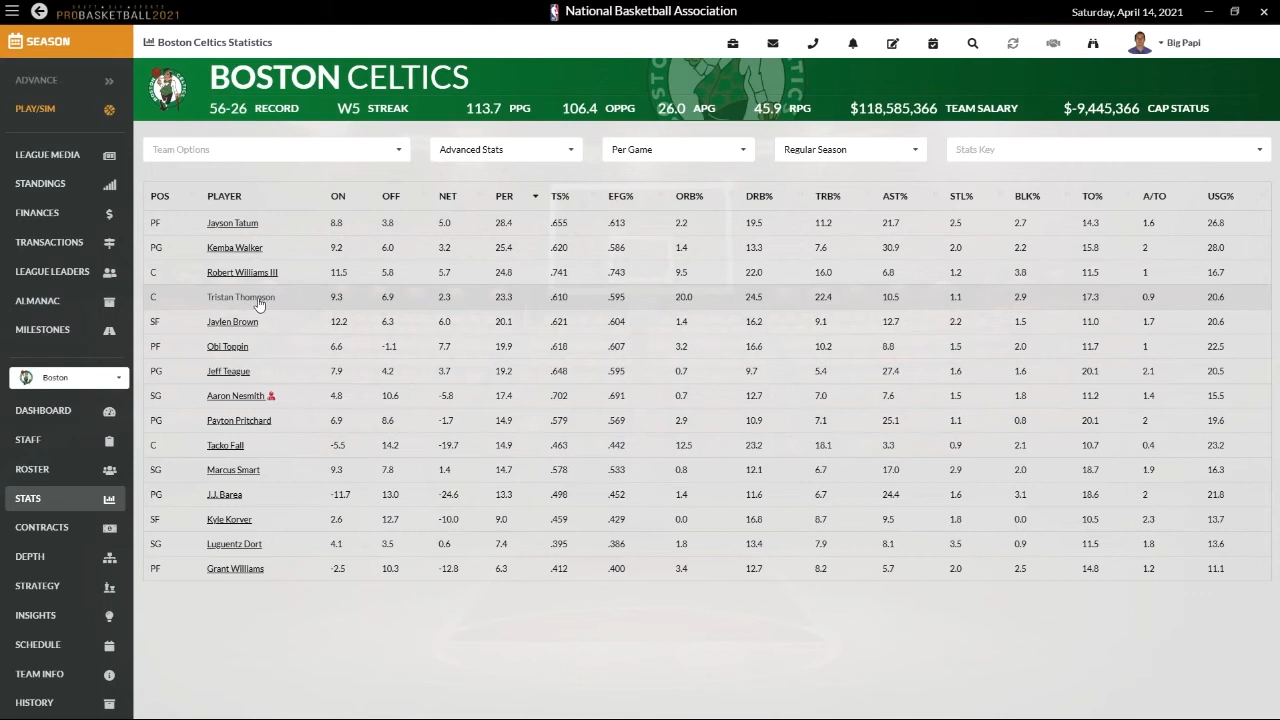 DRAFT DAY SPORTS
PROBASKETBALL2021
National Basketball Association
Saturday, April 14, 2021
SEASON
Boston Celtics Statistics
Big Papi
BOSTON CELTICS
56-26 RECORD W5 STREAK 113.7 PPG 106.4 OPPG 26.0 APG 45.9 RPG $118,585,366 TEAM SALARY $-9,445,366 CAP STATUS
ADVANCE
PLAY/SIM
LEAGUE MEDIA
STANDINGS
FINANCES
TRANSACTIONS
LEAGUE LEADERS
ALMANAC
MILESTONES
Boston
DASHBOARD
STAFF
ROSTER
STATS
CONTRACTS
DEPTH
STRATEGY
INSIGHTS
SCHEDULE
TEAM INFO
HISTORY
Team Options Advanced Stats Per Game Regular Season Stats Key
POS PLAYER ON OFF NET PER TS% EFG% ORB% DRB% TRB% AST% STL% BLK% TO% A/TO USG%
PF Jayson Tatum 8.8 3.8 5.0 28.4 .655 .613 2.2 19.5 11.2 21.7 2.5 2.7 14.3 1.6 26.8
PG Kemba Walker 9.2 6.0 3.2 25.4 .620 .586 1.4 13.3 7.6 30.9 2.0 2.2 15.8 2 28.0
C Robert Williams III 11.5 5.8 5.7 24.8 .741 .743 9.5 22.0 16.0 6.8 1.2 3.8 11.5 1 16.7
C Tristan Thompson 9.3 6.9 2.3 23.3 .610 .595 20.0 24.5 22.4 10.5 1.1 2.9 17.3 0.9 20.6
SF Jaylen Brown 12.2 6.3 6.0 20.1 .621 .604 1.4 16.2 9.1 12.7 2.2 1.5 11.0 1.7 20.6
PF Obi Toppin 6.6 -1.1 7.7 19.9 .618 .607 3.2 16.6 10.2 8.8 1.5 2.0 11.7 1 22.5
PG Jeff Teague 7.9 4.2 3.7 19.2 .648 .595 0.7 9.7 5.4 27.4 1.6 1.6 20.1 2.1 20.5
SG Aaron Nesmith 4.8 10.6 -5.8 17.4 .702 .691 0.7 12.7 7.0 7.6 1.5 1.8 11.2 1.4 15.5
PG Payton Pritchard 6.9 8.6 -1.7 14.9 .579 .569 2.9 10.9 7.1 25.1 1.1 0.8 20.1 2 19.6
C Tacko Fall -5.5 14.2 -19.7 14.9 .463 .442 12.5 23.2 18.1 3.3 0.9 2.1 10.7 0.4 23.2
SG Marcus Smart 9.3 7.8 1.4 14.7 .578 .533 0.8 12.1 6.7 17.0 2.9 2.0 18.7 1.9 16.3
PG J.J. Barea -11.7 13.0 -24.6 13.3 .498 .452 1.4 11.6 6.7 24.4 1.6 3.1 18.6 2 21.8
SF Kyle Korver 2.6 12.7 -10.0 9.0 .459 .429 0.0 16.8 8.7 9.5 1.8 0.0 10.5 2.3 13.7
SG Luguentz Dort 4.1 3.5 0.6 7.4 .395 .386 1.8 13.4 7.9 8.1 3.5 0.9 11.5 1.8 13.6
PF Grant Williams -2.5 10.3 -12.8 6.3 .412 .400 3.4 12.7 8.2 5.7 2.0 2.5 14.8 1.2 11.1